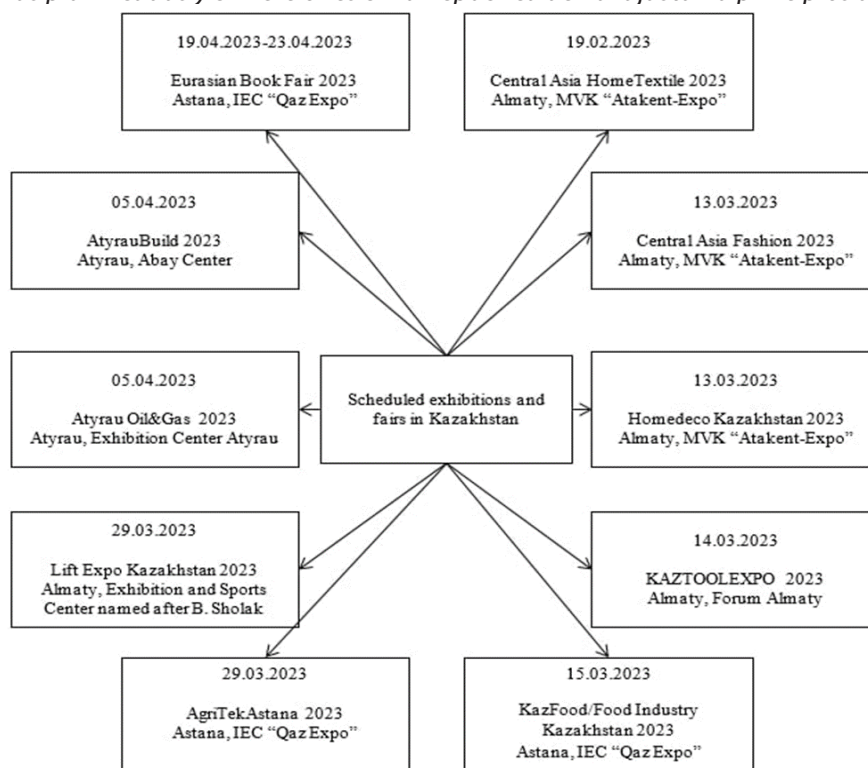 19.04.2023-23.04.2023
Eurasian Book Fair 2023
Astana, IEC “Qaz Expo”
19.02.2023
Central Asia HomeTextile 2023
Almaty, MVK “Atakent-Expo”
05.04.2023
AtyrauBuild 2023
Atyrau, Abay Center
13.03.2023
Central Asia Fashion 2023
Almaty, MVK “Atakent-Expo”
05.04.2023
Atyrau Oil&Gas 2023
Atyrau, Exhibition Center Atyrau
Scheduled exhibitions and
fairs in Kazakhstan
13.03.2023
Homedeco Kazakhstan 2023
Almaty, MVK “Atakent-Expo”
29.03.2023
Lift Expo Kazakhstan 2023
Almaty, Exhibition and Sports
Center named after B. Sholak
14.03.2023
KAZTOOLEXPO 2023
Almaty, Forum Almaty
29.03.2023
AgriTekAstana 2023
Astana, IEC “Qaz Expo”
15.03.2023
KazFood/Food Industry
Kazakhstan 2023
Astana, IEC “Qaz Expo”